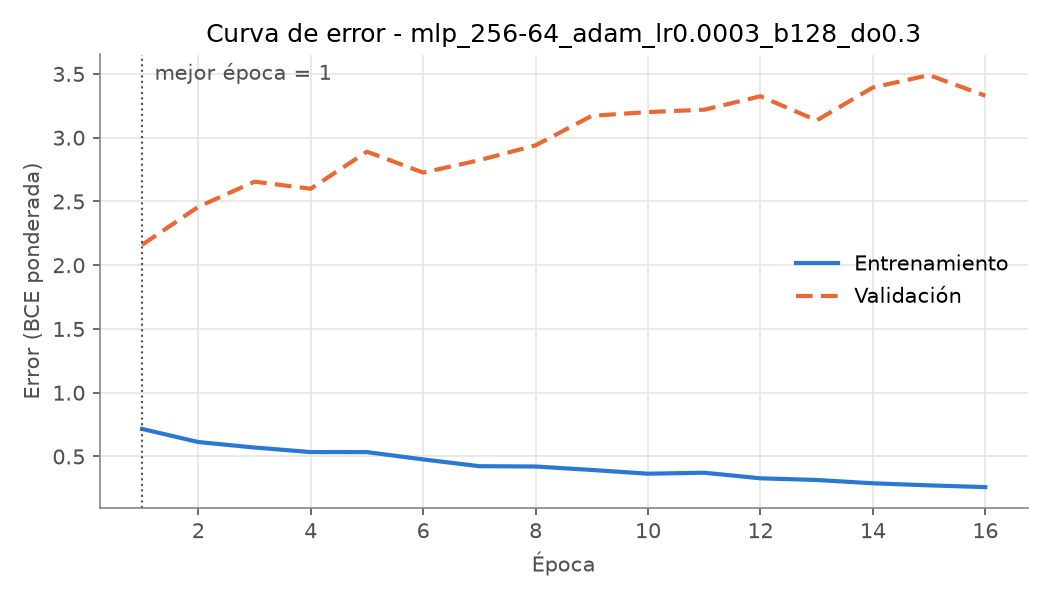 Curva de error - mlp_256-64_adam_lr0.0003_b128_do0.3
mejor época = 1
3.5
3.0
2.5
2.0
1.5
1.0
0.5
Error (BCE ponderada)
Entrenamiento
Validación
2 4 6 8 10 12 14 16
Época